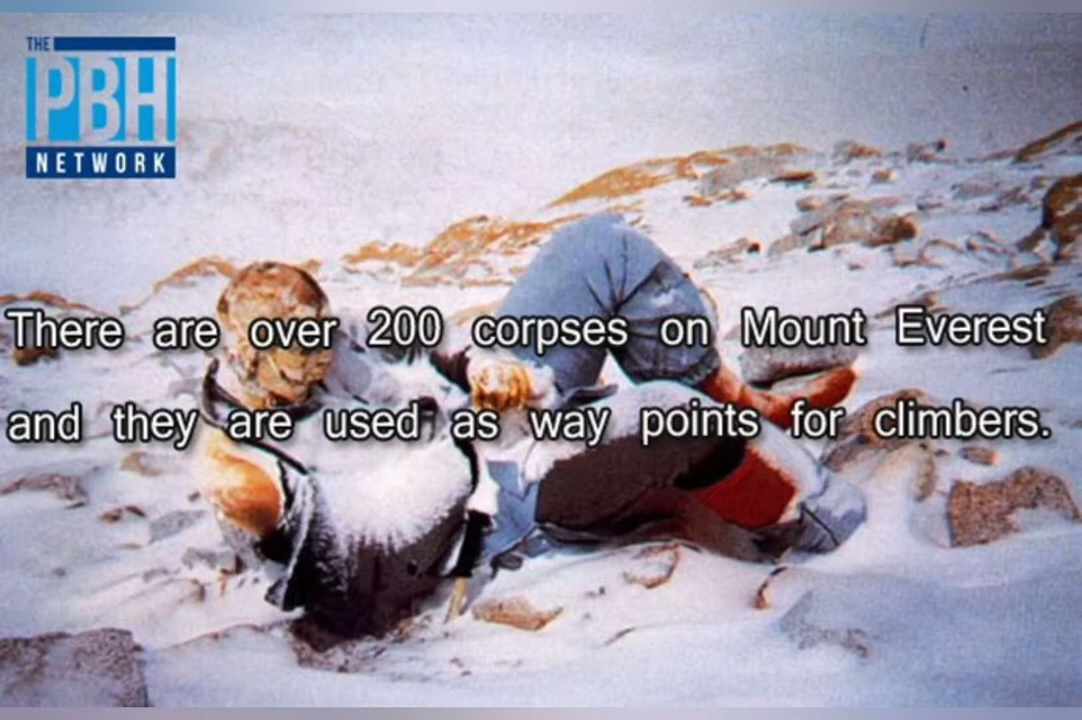 THE
PBH
NETWORK
There are over 200 corpses on Mount Everest
and they are used as way points for climbers.